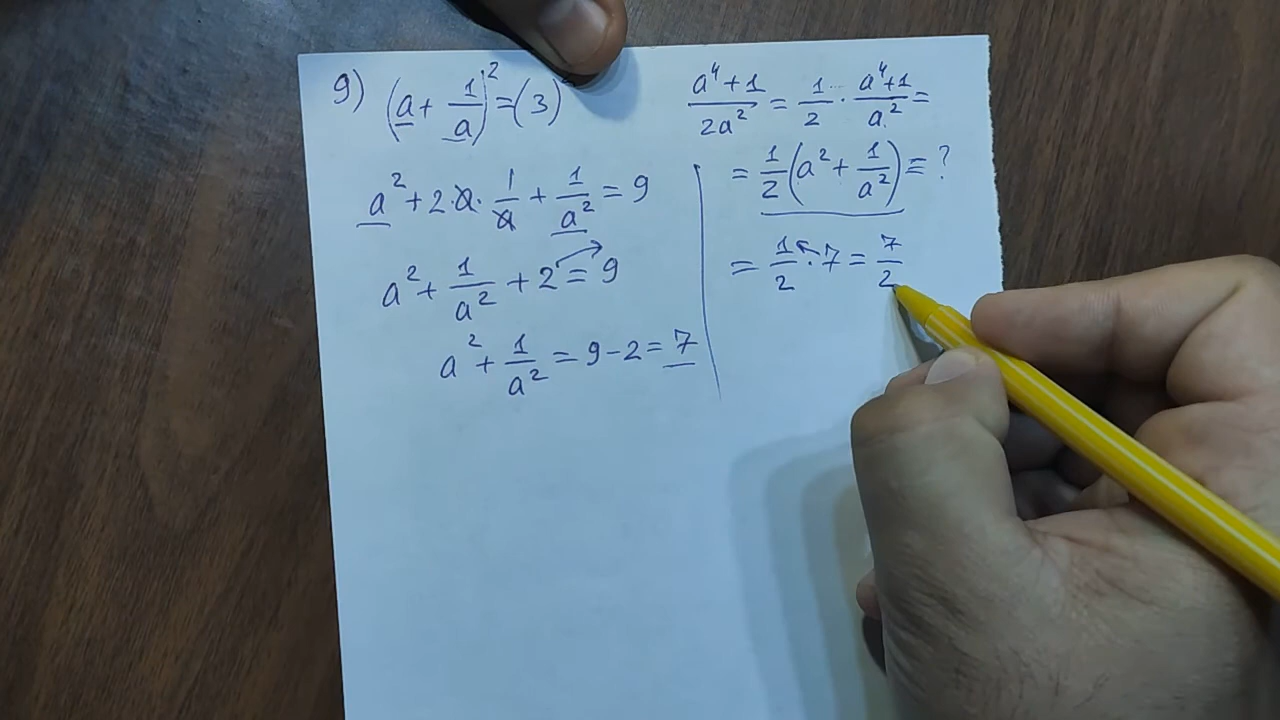 9) (a + 1/a)² = (3)
a² + 2·a·1/a + 1/a² = 9
a² + 1/a² + 2 = 9
a² + 1/a² = 9 - 2 = 7
a⁴+1/2a² = 1/2 · a⁴+1/a² =
= 1/2(a² + 1/a²) = ?
= 1/2 · 7 = 7/2